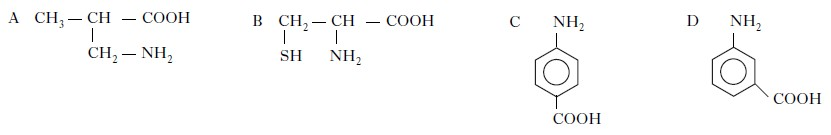 A CH₃ — CH — COOH
CH₂ — NH₂
B CH₂ — CH — COOH
SH NH₂
C NH₂
COOH
D NH₂
COOH